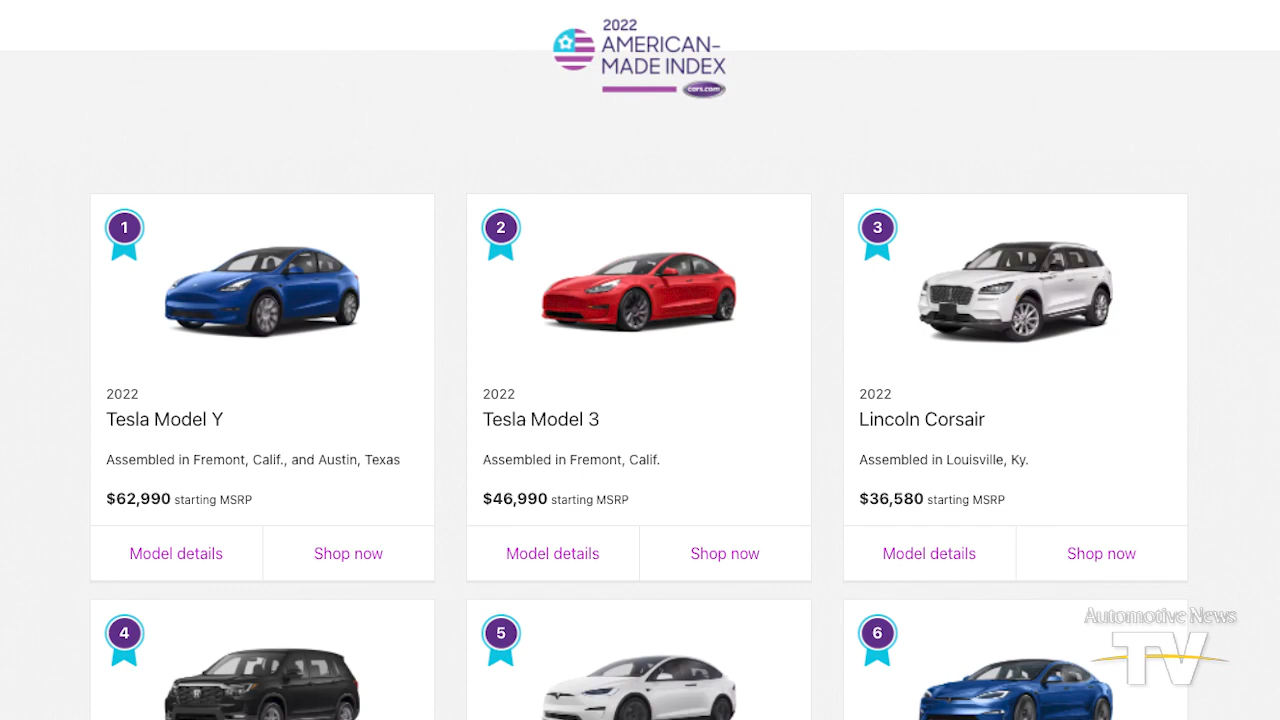 2022
AMERICAN-
MADE INDEX
cars.com
1
2
3
2022
Tesla Model Y
Assembled in Fremont, Calif., and Austin, Texas
$62,990 starting MSRP
Model details
Shop now
2022
Tesla Model 3
Assembled in Fremont, Calif.
$46,990 starting MSRP
Model details
Shop now
2022
Lincoln Corsair
Assembled in Louisville, Ky.
$36,580 starting MSRP
Model details
Shop now
4
5
6
Automotive News
TV